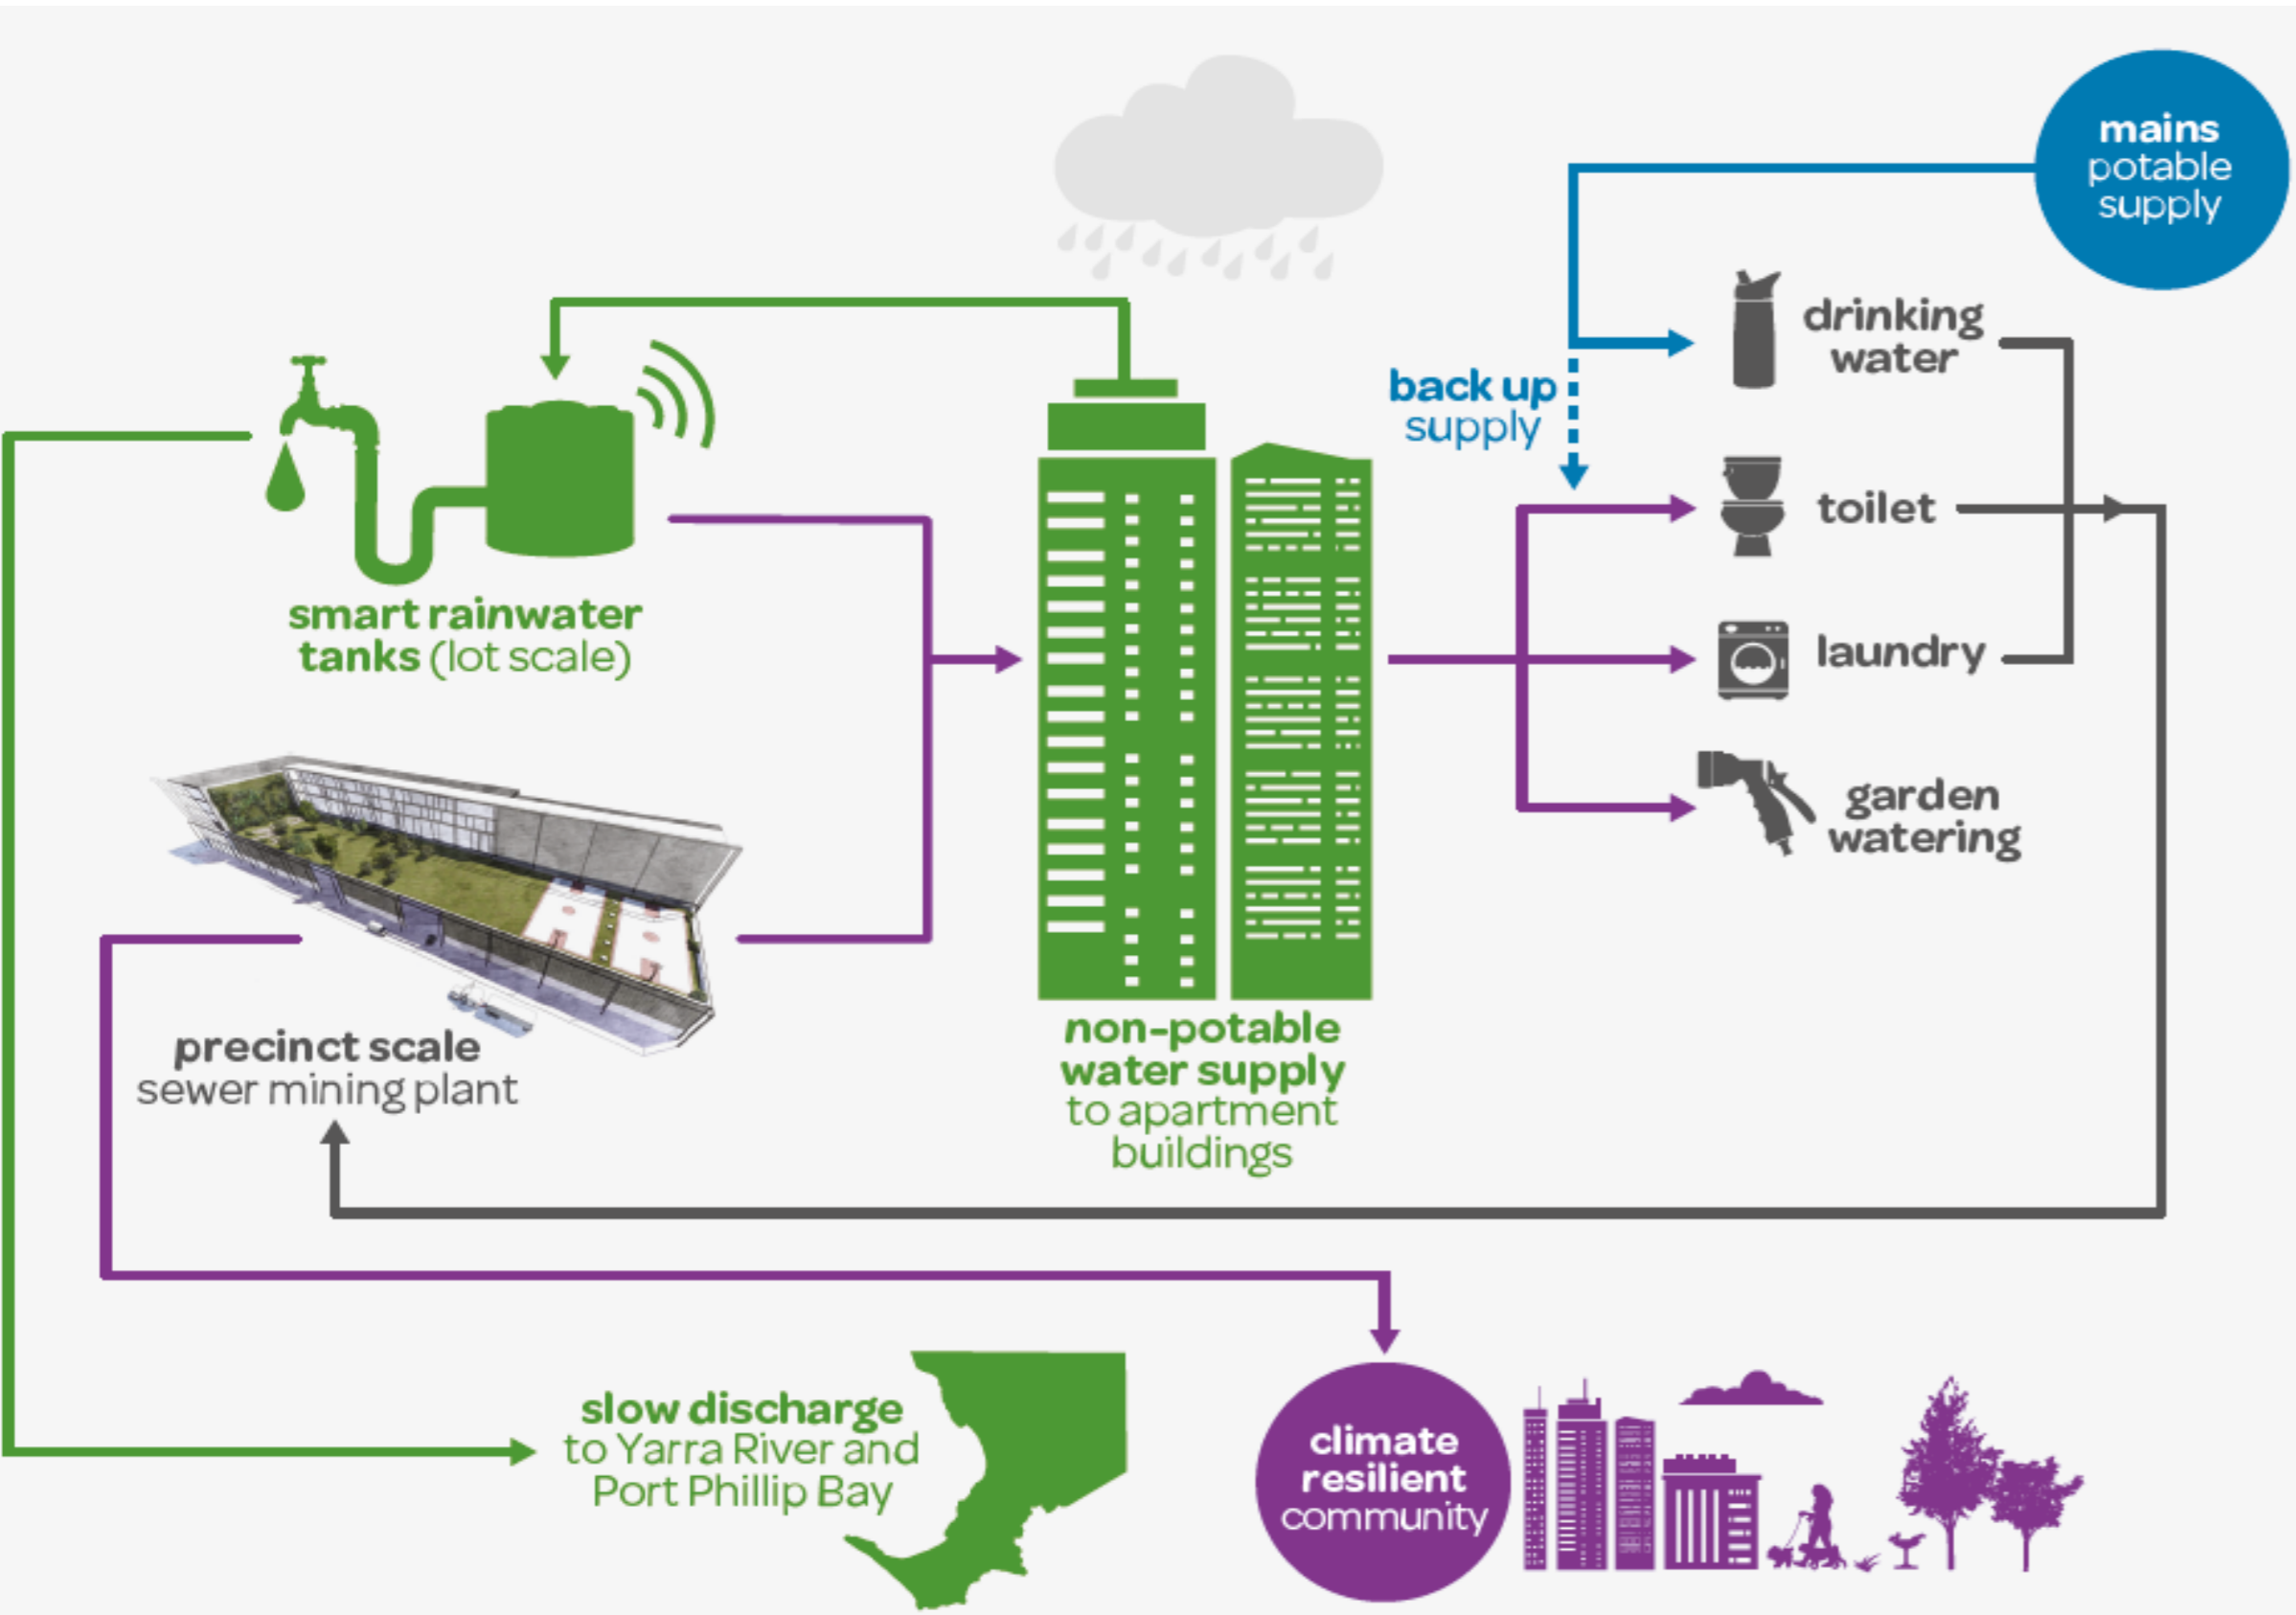 mains
potable
supply
drinking
water
back up
supply
toilet
smart rainwater
tanks (lot scale)
laundry
garden
watering
precinct scale
sewer mining plant
non-potable
water supply
to apartment
buildings
slow discharge
to Yarra River and
Port Phillip Bay
climate
resilient
community